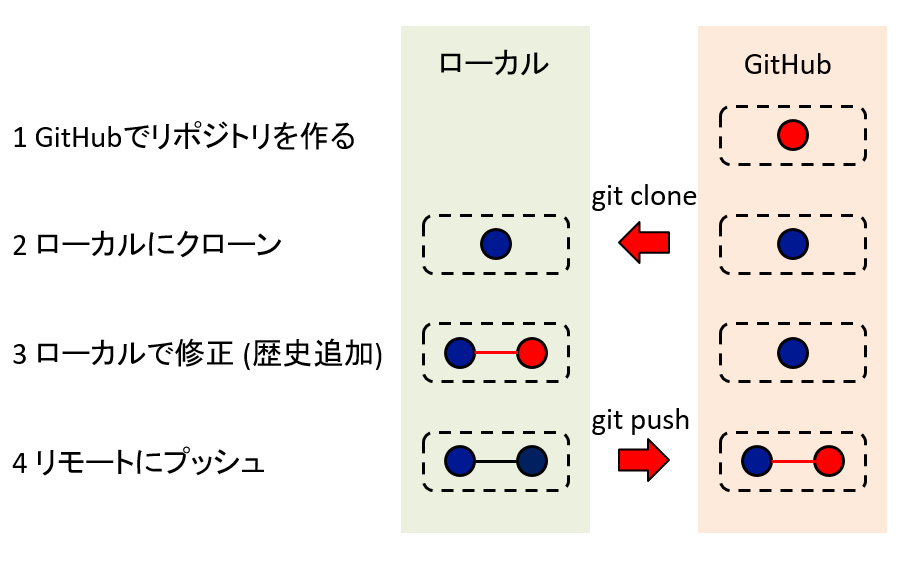 ローカル
GitHub
1 GitHubでリポジトリを作る
git clone
2 ローカルにクローン
3 ローカルで修正 (歴史追加)
git push
4 リモートにプッシュ